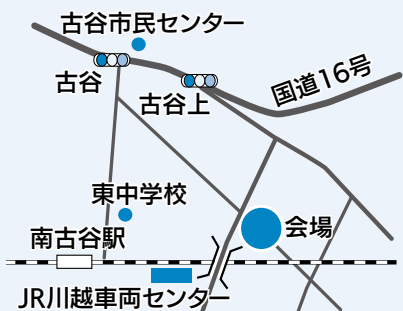 古谷市民センター
古谷
古谷上
国道16号
東中学校
会場
南古谷駅
JR川越車両センター